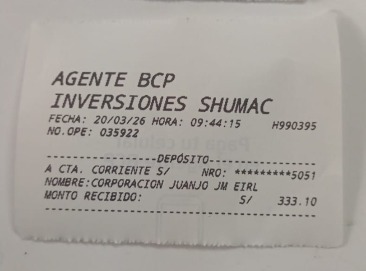 AGENTE BCP
INVERSIONES SHUMAC
FECHA: 20/03/26 HORA: 09:44:15 H990395
NO.OPE: 035922
----------------DEPÓSITO----------------
A CTA. CORRIENTE S/ NRO: *********5051
NOMBRE:CORPORACION JUANJO JM EIRL
MONTO RECIBIDO: S/ 333.10
----------------------------------------